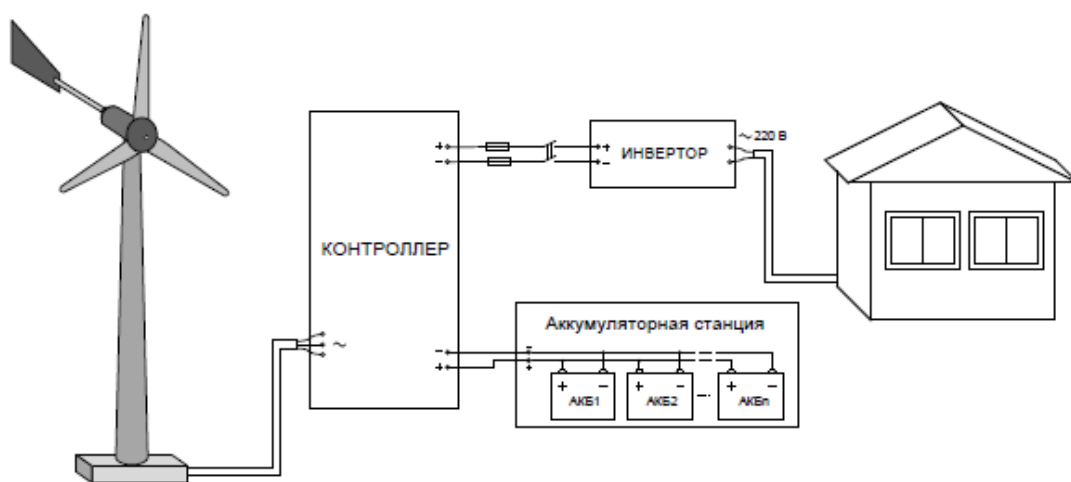 +
−
+
−
ИНВЕРТОР
~ 220 В
КОНТРОЛЛЕР
~
−
+
Аккумуляторная станция
−
+
+ −
АКБ1
+ −
АКБ2
+ −
АКБn